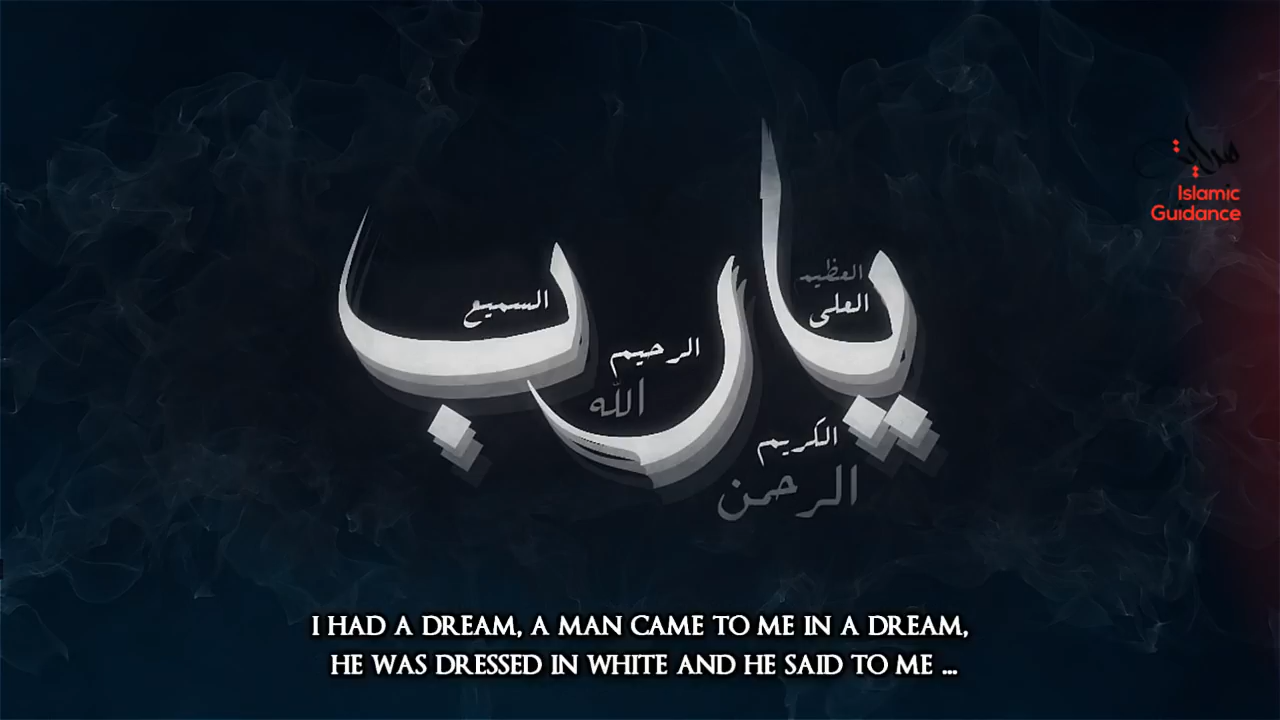 يارب
العظيم
العلى
السميع
الرحيم
الله
الكريم
الرحمن
هداية
Islamic
Guidance
I HAD A DREAM, A MAN CAME TO ME IN A DREAM,
HE WAS DRESSED IN WHITE AND HE SAID TO ME ...